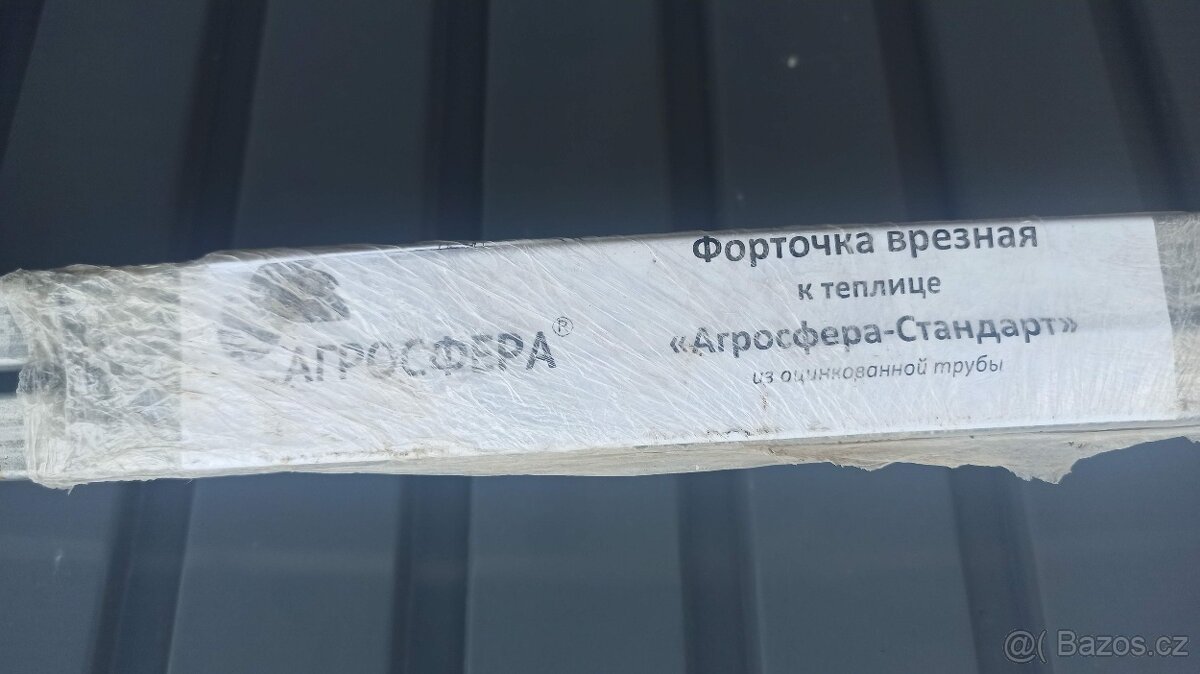 АГРОСФЕРА®
Форточка врезная
к теплице
«Агросфера-Стандарт»
из оцинкованной трубы
@( Bazos.cz